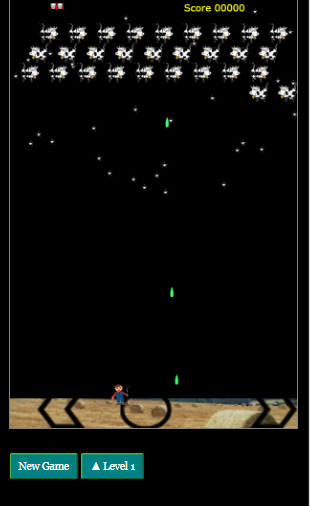 Score 00000
New Game
▲ Level 1